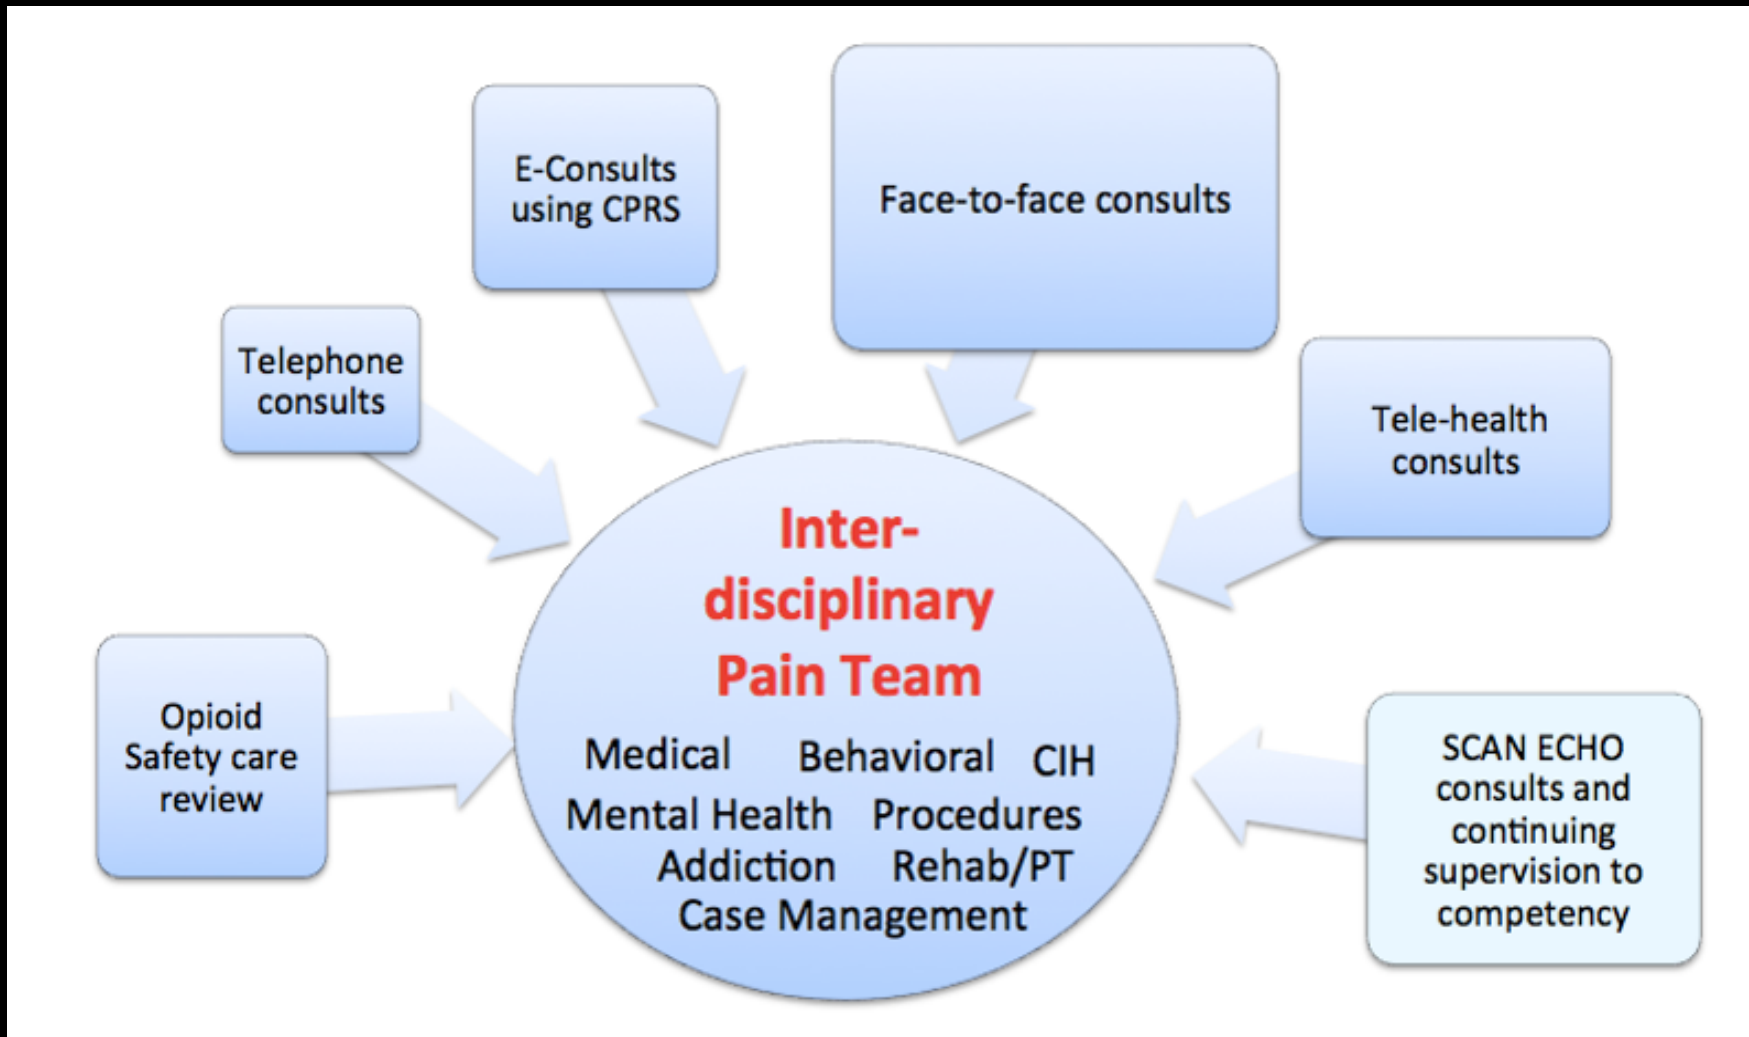 E-Consults
using CPRS
Face-to-face consults
Telephone
consults
Tele-health
consults
Opioid
Safety care
review
Inter-
disciplinary
Pain Team
Medical Behavioral CIH
Mental Health Procedures
Addiction Rehab/PT
Case Management
SCAN ECHO
consults and
continuing
supervision to
competency